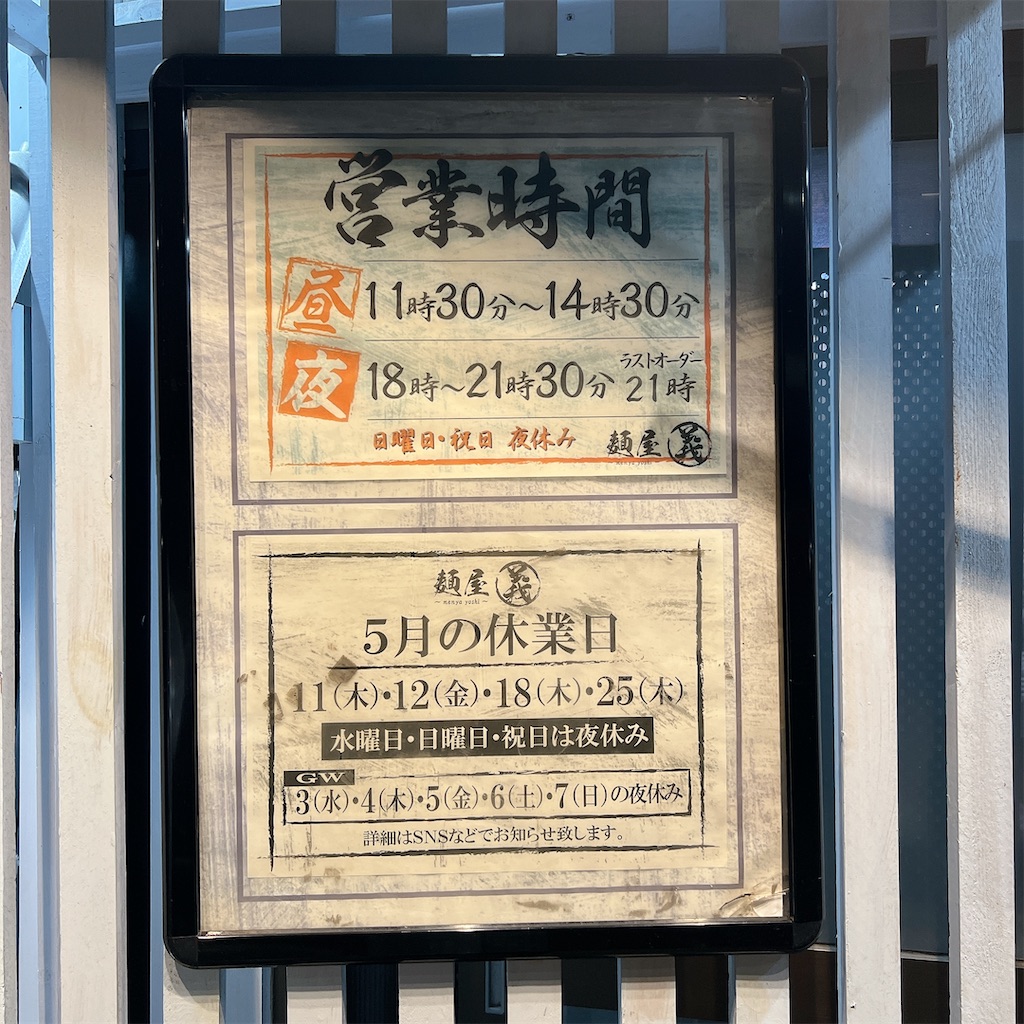 営業時間
昼 11時30分～14時30分
夜 18時～21時30分 ラストオーダー 21時
日曜日・祝日 夜休み 麺屋 義
麺屋 義
~ menya yoshi ~
5月の休業日
11(木)・12(金)・18(木)・25(木)
水曜日・日曜日・祝日は夜休み
GW
3(水)・4(木)・5(金)・6(土)・7(日)の夜休み
詳細はSNSなどでお知らせ致します。